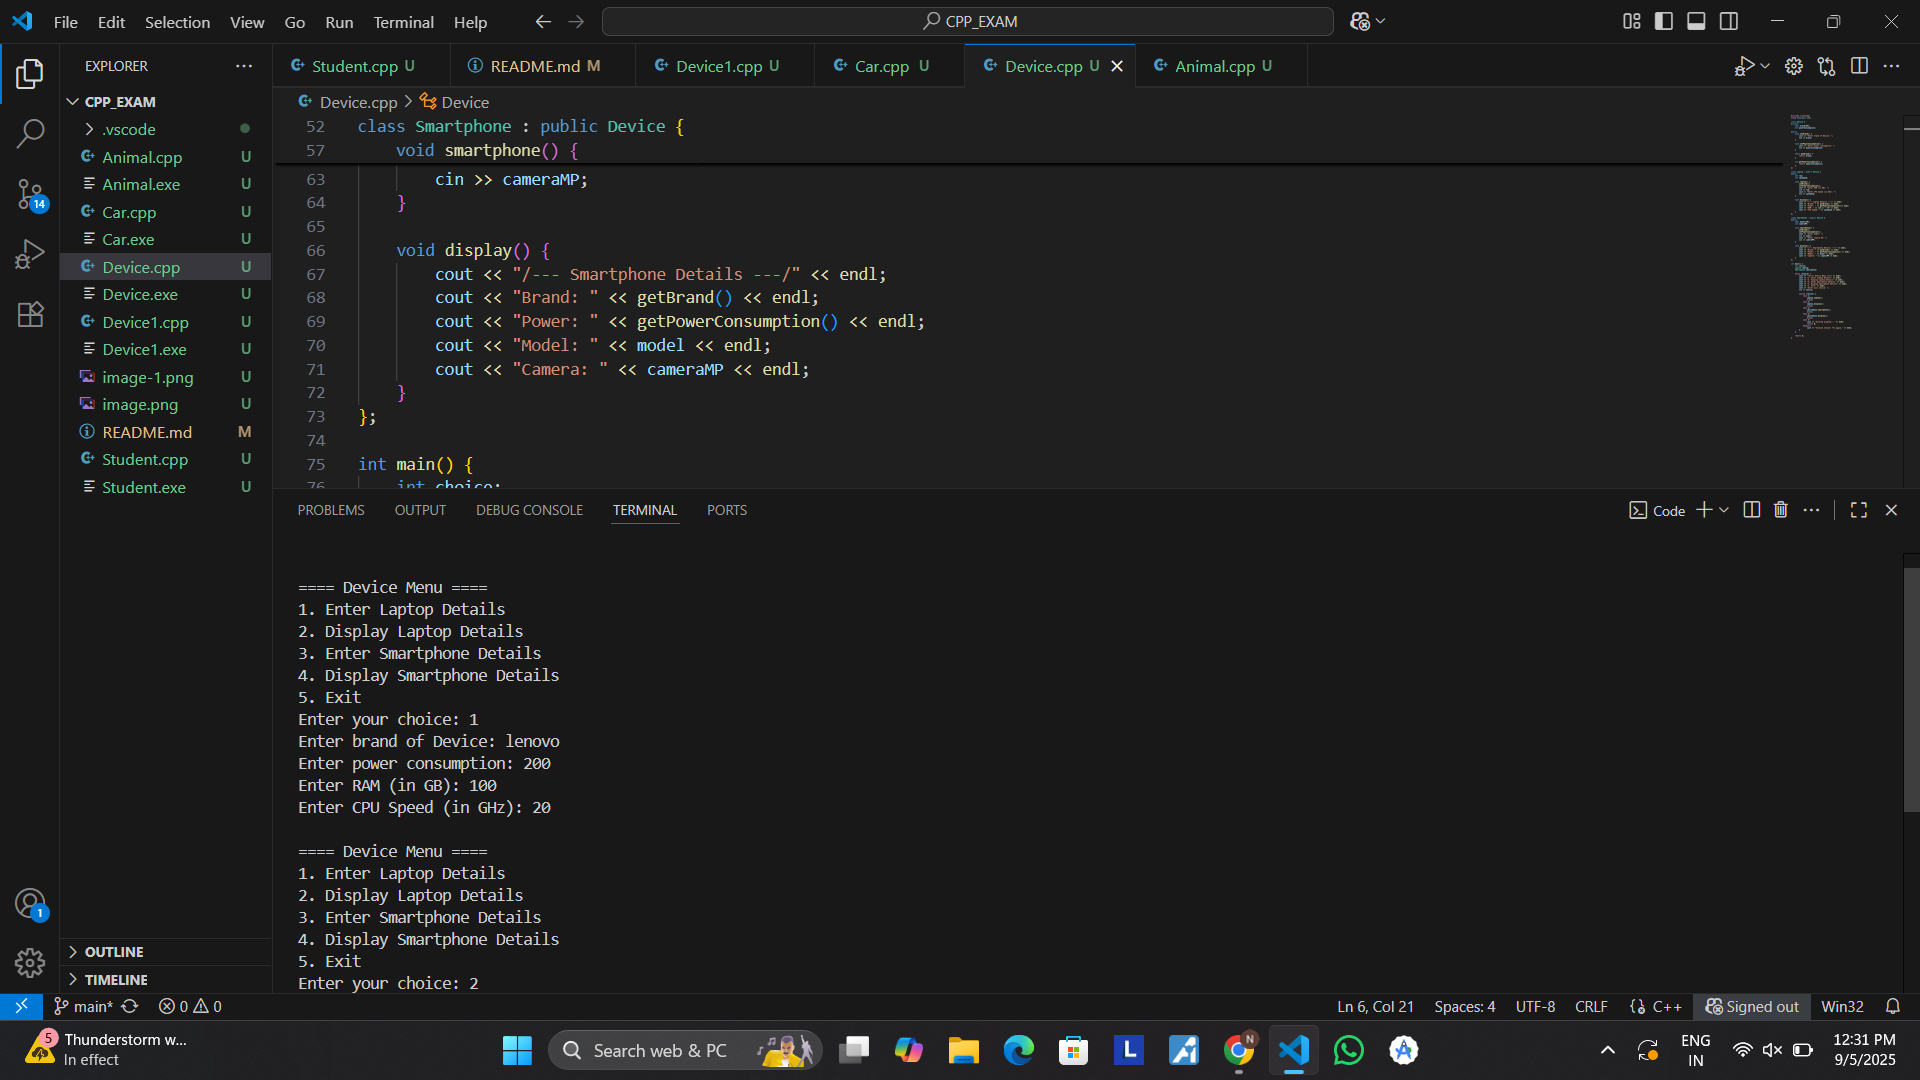 File Edit Selection View Go Run Terminal Help
CPP_EXAM
EXPLORER
CPP_EXAM
.vscode
Animal.cpp U
Animal.exe U
Car.cpp U
Car.exe U
Device.cpp U
Device.exe U
Device1.cpp U
Device1.exe U
image-1.png U
image.png U
README.md M
Student.cpp U
Student.exe U
OUTLINE
TIMELINE
14
1
Student.cpp U README.md M Device1.cpp U Car.cpp U Device.cpp U Animal.cpp U
Device.cpp > Device
52 class Smartphone : public Device {
57 void smartphone() {
63 cin >> cameraMP;
64 }
65
66 void display() {
67 cout << "/--- Smartphone Details ---/" << endl;
68 cout << "Brand: " << getBrand() << endl;
69 cout << "Power: " << getPowerConsumption() << endl;
70 cout << "Model: " << model << endl;
71 cout << "Camera: " << cameraMP << endl;
72 }
73 };
74
75 int main() {
76 int choice;
PROBLEMS OUTPUT DEBUG CONSOLE TERMINAL PORTS
Code
==== Device Menu ====
1. Enter Laptop Details
2. Display Laptop Details
3. Enter Smartphone Details
4. Display Smartphone Details
5. Exit
Enter your choice: 1
Enter brand of Device: lenovo
Enter power consumption: 200
Enter RAM (in GB): 100
Enter CPU Speed (in GHz): 20
==== Device Menu ====
1. Enter Laptop Details
2. Display Laptop Details
3. Enter Smartphone Details
4. Display Smartphone Details
5. Exit
Enter your choice: 2
main* 0 0
Ln 6, Col 21 Spaces: 4 UTF-8 CRLF {} C++ Signed out Win32
5 Thunderstorm w...
In effect
Search web & PC
L
N
ENG
IN
12:31 PM
9/5/2025